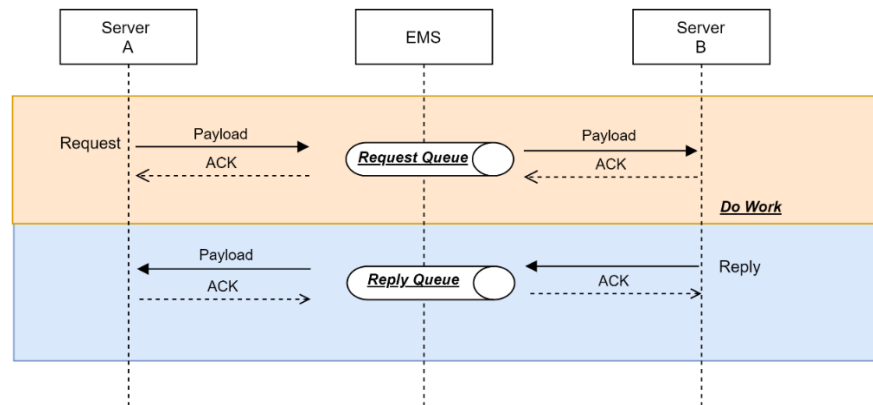 Server
A
EMS
Server
B
Request
Payload
Request Queue
Payload
ACK
ACK
Do Work
Payload
Reply Queue
Reply
ACK
ACK